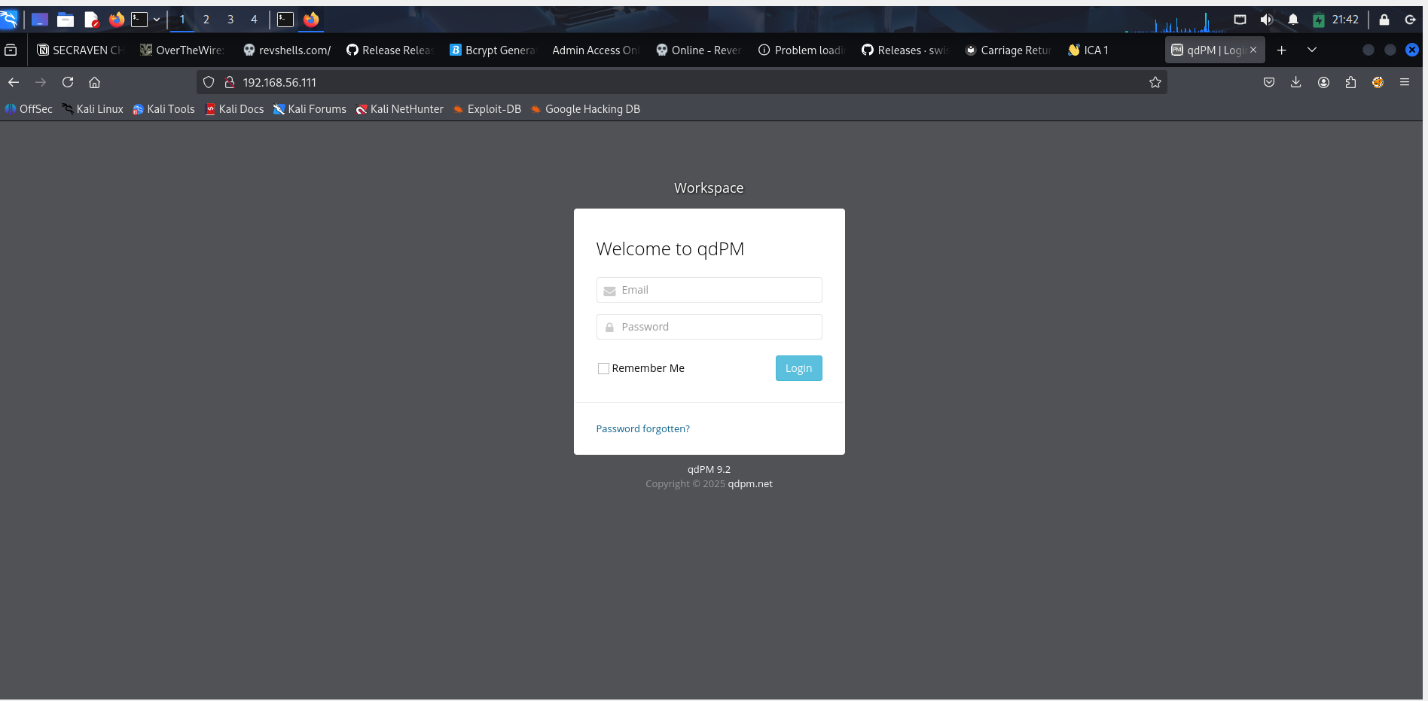 1 2 3 4 21:42
SECRAVEN CH OverTheWire: revshells.com/ Release Releas Bcrypt Genera Admin Access Onl Online - Rever Problem loadi Releases · swi Carriage Retur ICA 1 qdPM | Logi
192.168.56.111
OffSec Kali Linux Kali Tools Kali Docs Kali Forums Kali NetHunter Exploit-DB Google Hacking DB
Workspace
Welcome to qdPM
Email
Password
Remember Me Login
Password forgotten?
qdPM 9.2
Copyright © 2025 qdpm.net